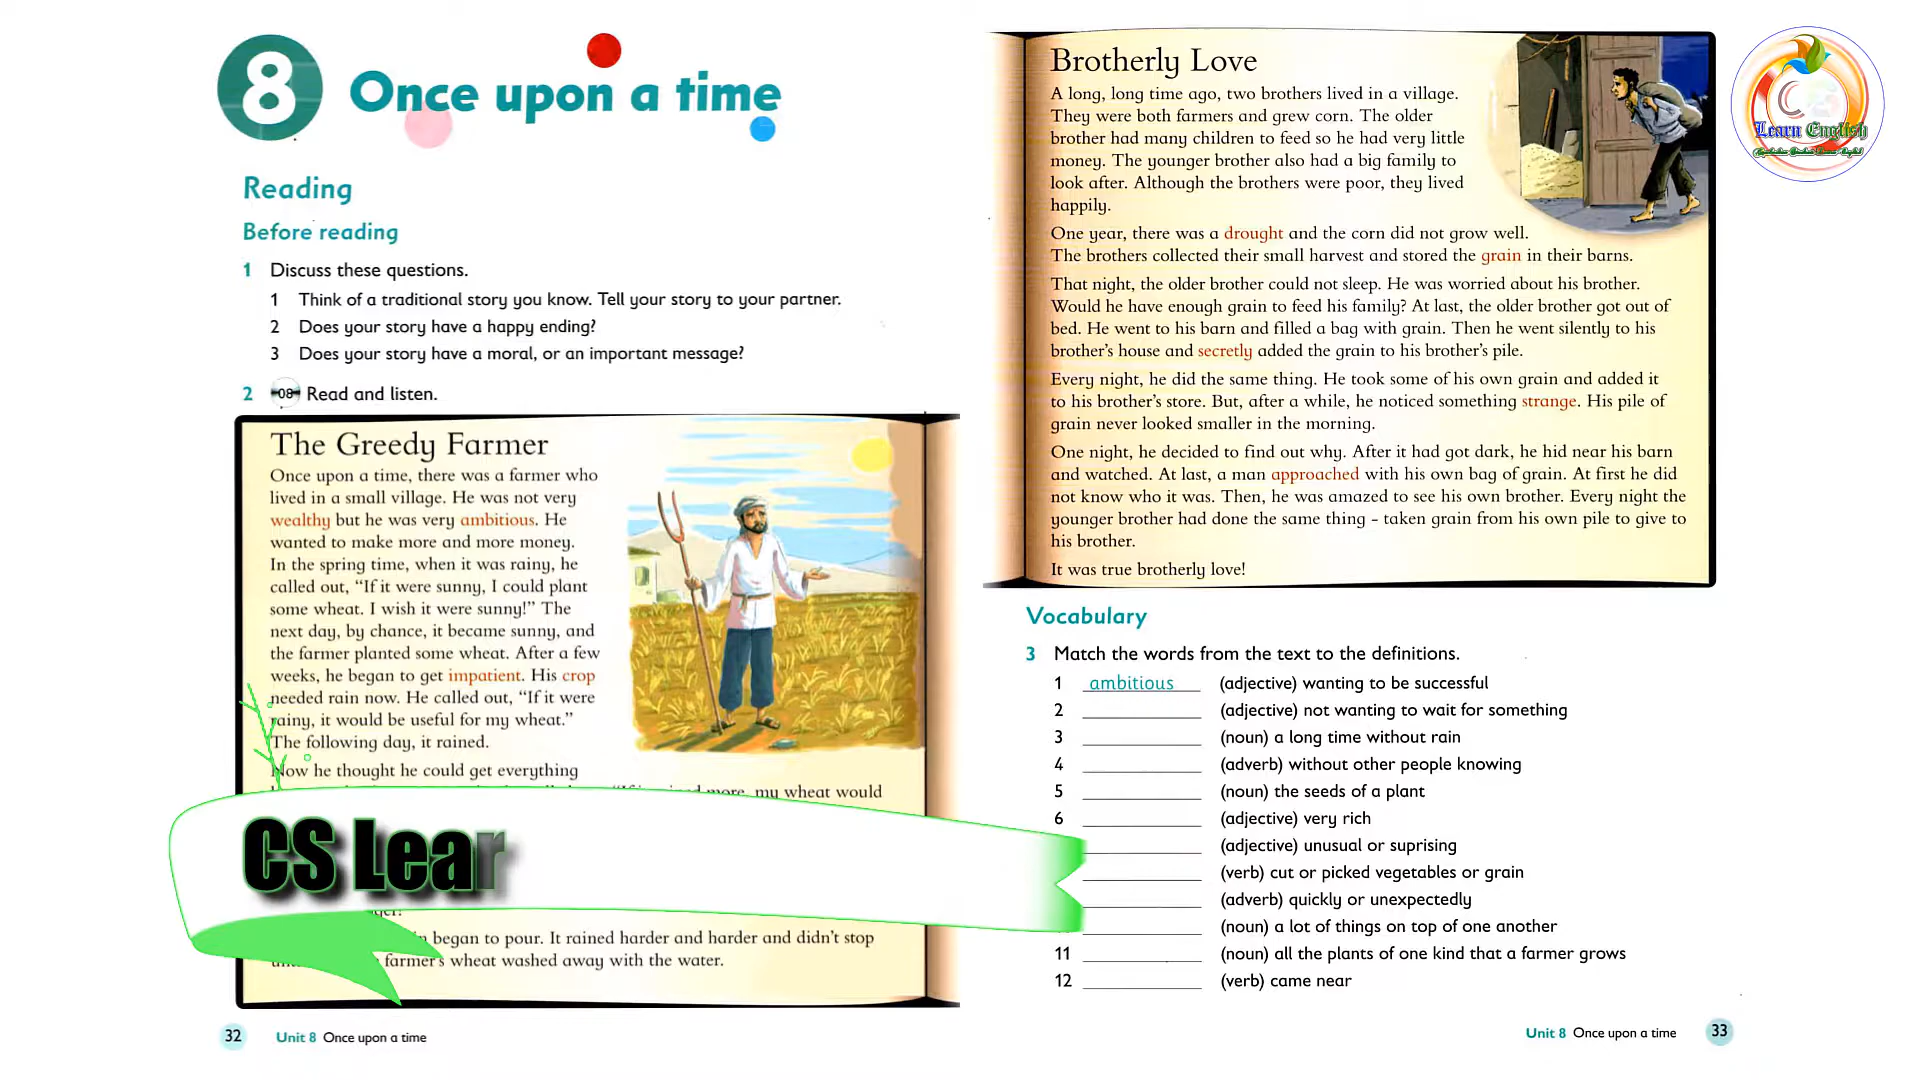 8 Once upon a time
Reading
Before reading
1 Discuss these questions.
1 Think of a traditional story you know. Tell your story to your partner.
2 Does your story have a happy ending?
3 Does your story have a moral, or an important message?
2 08 Read and listen.
The Greedy Farmer
Once upon a time, there was a farmer who
lived in a small village. He was not very
wealthy but he was very ambitious. He
wanted to make more and more money.
In the spring time, when it was rainy, he
called out, “If it were sunny, I could plant
some wheat. I wish it were sunny!” The
next day, by chance, it became sunny, and
the farmer planted some wheat. After a few
weeks, he began to get impatient. His crop
needed rain now. He called out, “If it were
rainy, it would be useful for my wheat.”
The following day, it rained.
Now he thought he could get everything
more, my wheat would
CS Lear
began to pour. It rained harder and harder and didn’t stop
farmer’s wheat washed away with the water.
32 Unit 8 Once upon a time
Brotherly Love
A long, long time ago, two brothers lived in a village.
They were both farmers and grew corn. The older
brother had many children to feed so he had very little
money. The younger brother also had a big family to
look after. Although the brothers were poor, they lived
happily.
One year, there was a drought and the corn did not grow well.
The brothers collected their small harvest and stored the grain in their barns.
That night, the older brother could not sleep. He was worried about his brother.
Would he have enough grain to feed his family? At last, the older brother got out of
bed. He went to his barn and filled a bag with grain. Then he went silently to his
brother’s house and secretly added the grain to his brother’s pile.
Every night, he did the same thing. He took some of his own grain and added it
to his brother’s store. But, after a while, he noticed something strange. His pile of
grain never looked smaller in the morning.
One night, he decided to find out why. After it had got dark, he hid near his barn
and watched. At last, a man approached with his own bag of grain. At first he did
not know who it was. Then, he was amazed to see his own brother. Every night the
younger brother had done the same thing – taken grain from his own pile to give to
his brother.
It was true brotherly love!
Vocabulary
3 Match the words from the text to the definitions.
1 ambitious (adjective) wanting to be successful
2 (adjective) not wanting to wait for something
3 (noun) a long time without rain
4 (adverb) without other people knowing
5 (noun) the seeds of a plant
6 (adjective) very rich
(adjective) unusual or suprising
(verb) cut or picked vegetables or grain
(adverb) quickly or unexpectedly
(noun) a lot of things on top of one another
11 (noun) all the plants of one kind that a farmer grows
12 (verb) came near
Unit 8 Once upon a time 33
Learn English